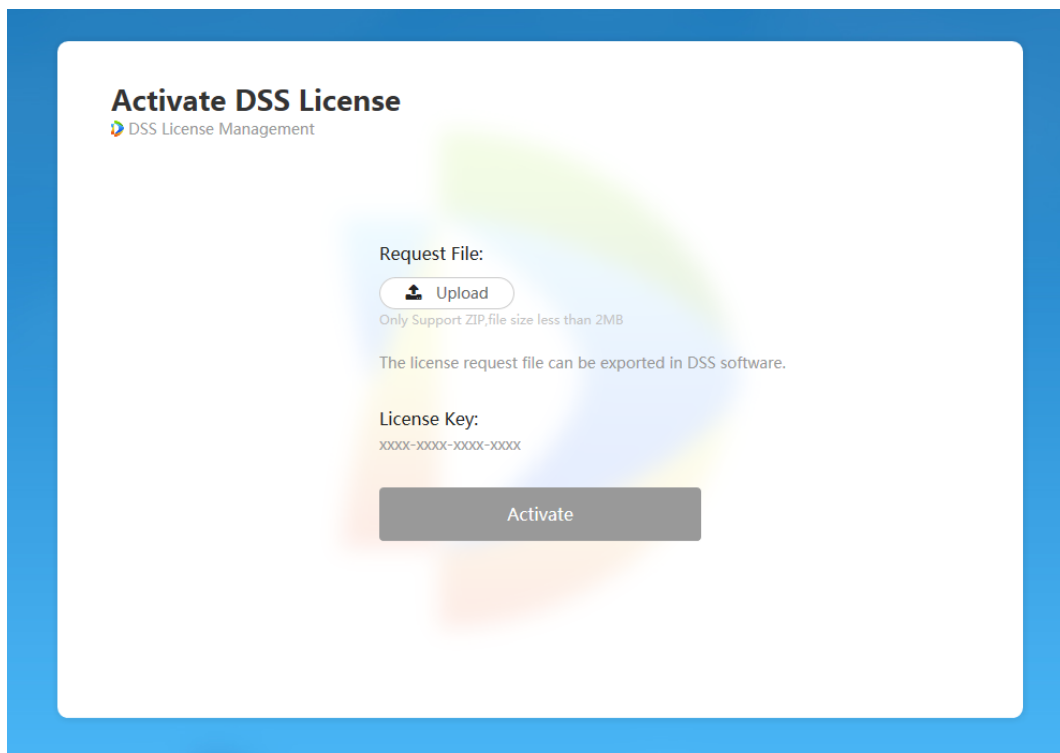 Activate DSS License
DSS License Management
Request File:
Upload
Only Support ZIP,file size less than 2MB
The license request file can be exported in DSS software.
License Key:
xxxx-xxxx-xxxx-xxxx
Activate